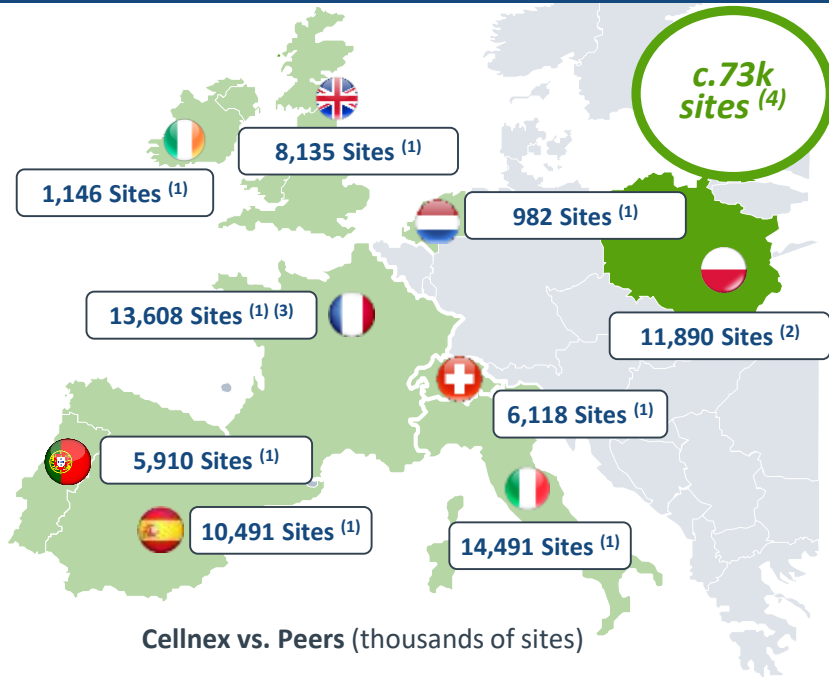 c.73k
sites (4)
8,135 Sites (1)
1,146 Sites (1)
982 Sites (1)
13,608 Sites (1) (3)
11,890 Sites (2)
6,118 Sites (1)
5,910 Sites (1)
10,491 Sites (1)
14,491 Sites (1)
Cellnex vs. Peers (thousands of sites)